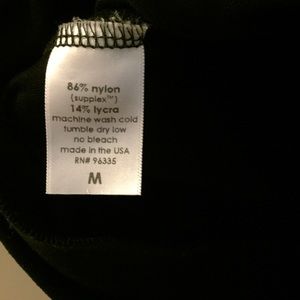 86% nylon
(supplex™)
14% lycra
machine wash cold
tumble dry low
no bleach
made in the USA
RN# 96335
M